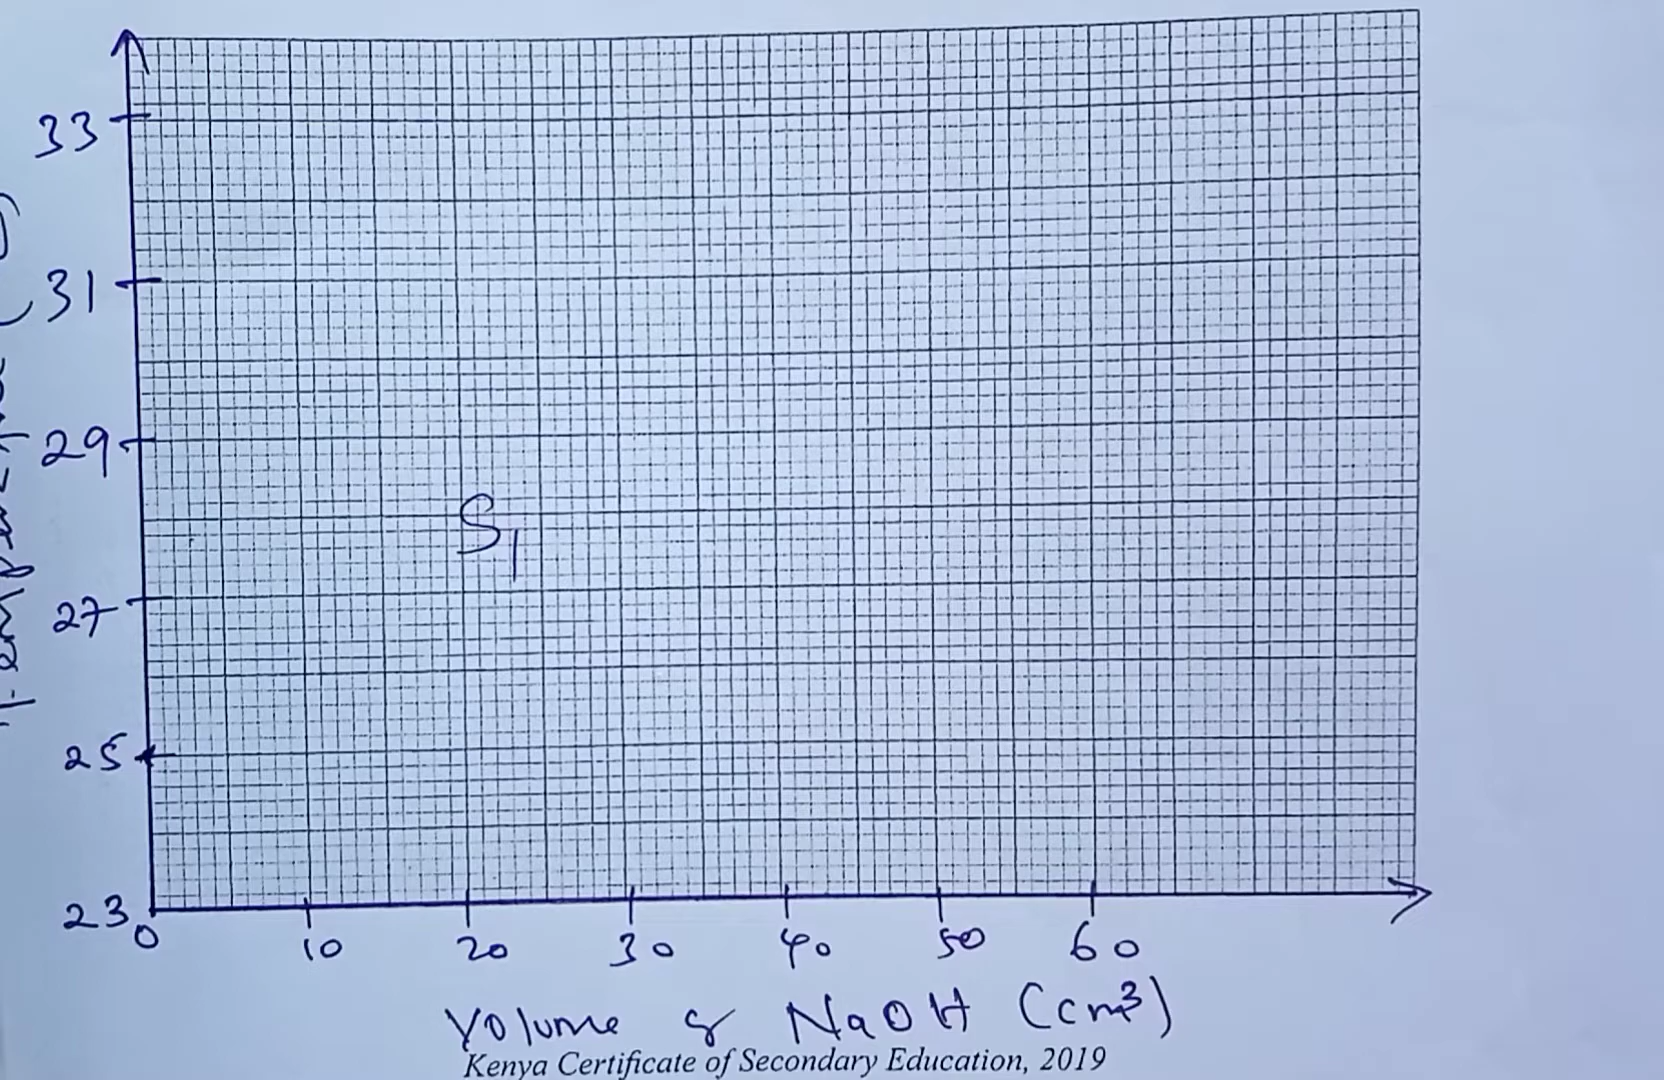 33
31
29
27
25
23
S1
0 10 20 30 40 50 60
Volume of NaOH (cm³)
Kenya Certificate of Secondary Education, 2019